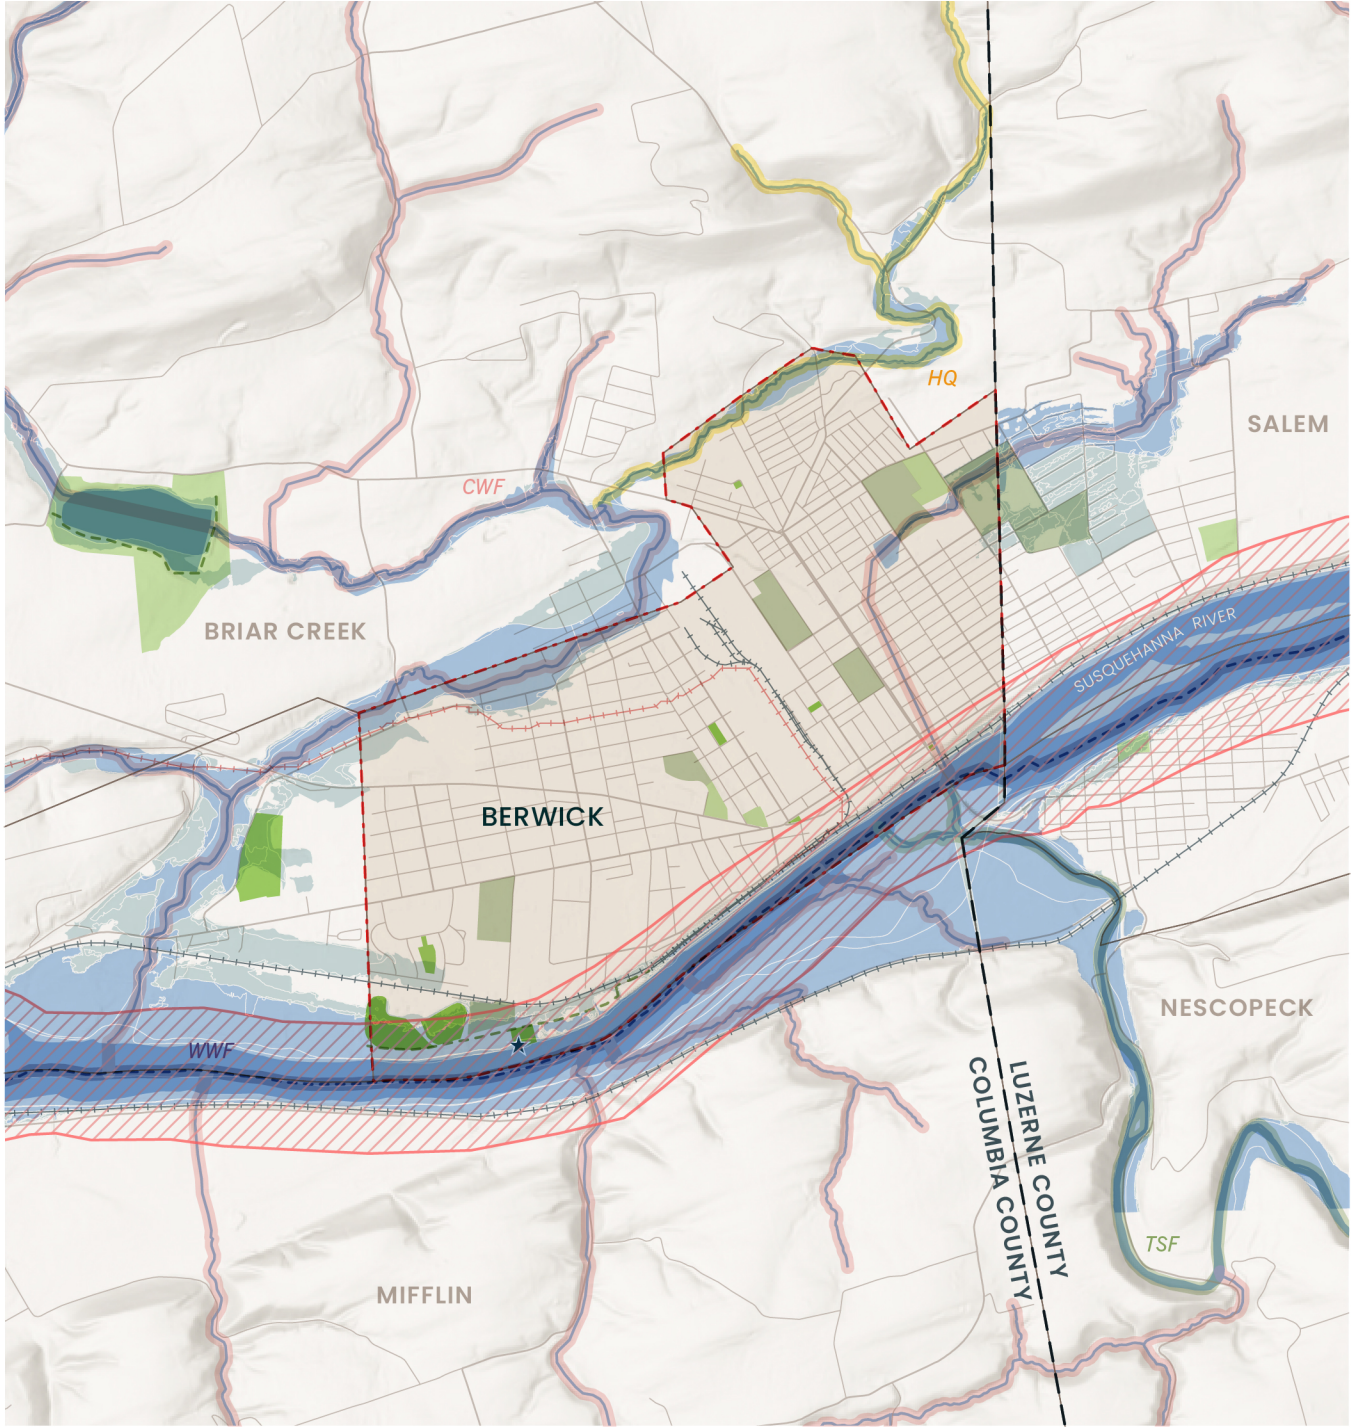 HQ
SALEM
CWF
SUSQUEHANNA RIVER
BRIAR CREEK
BERWICK
NESCOPECK
WWF
LUZERNE COUNTY
COLUMBIA COUNTY
TSF
MIFFLIN